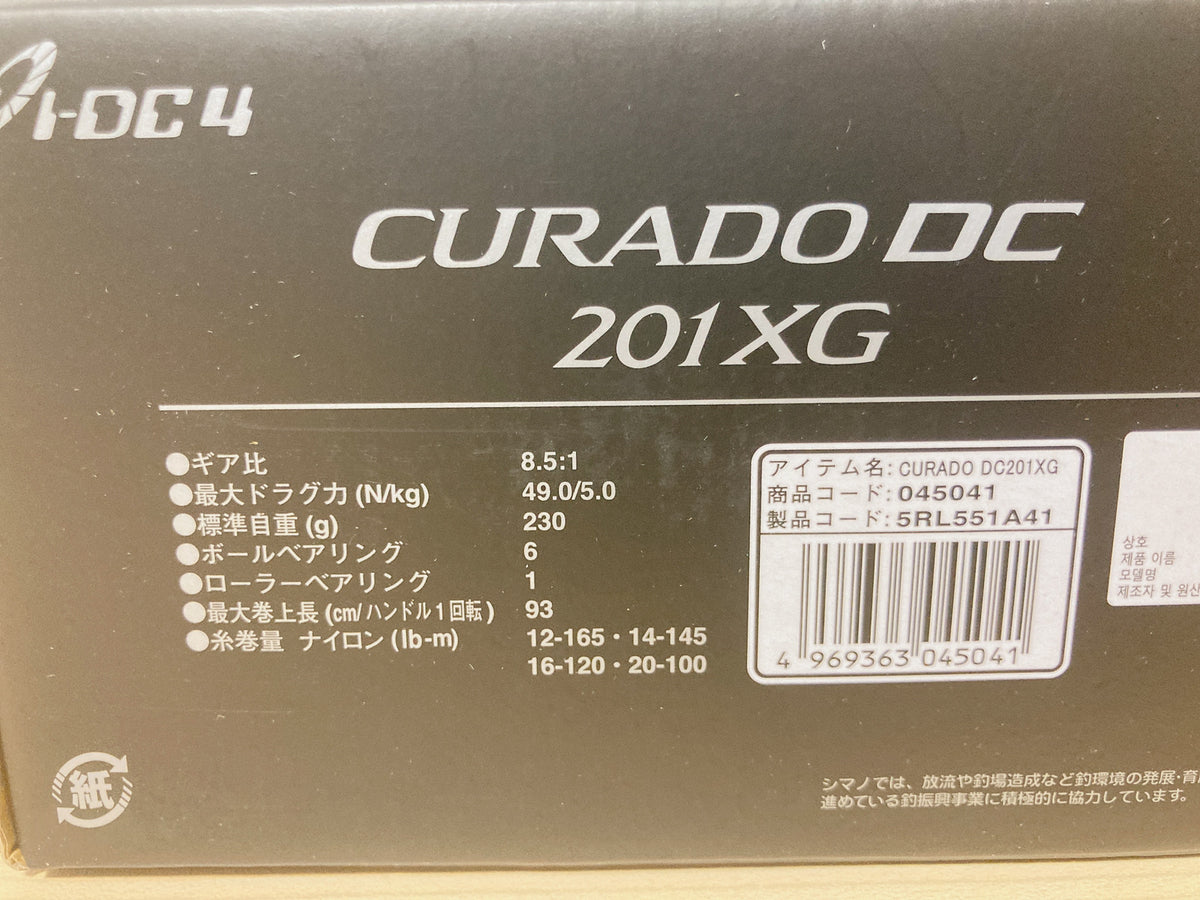 I-DC4
CURADO DC
201XG
●ギア比 8.5:1
●最大ドラグ力 (N/kg) 49.0/5.0
●標準自重 (g) 230
●ボールベアリング 6
●ローラーベアリング 1
●最大巻上長 (cm/ハンドル1回転) 93
●糸巻量 ナイロン (lb-m) 12-165・14-145
16-120・20-100
アイテム名: CURADO DC201XG
商品コード: 045041
製品コード: 5RL551A41
4 969363 045041
상호
제품 이름
모델명
제조자 및 원산
紙
シマノでは、放流や釣場造成など釣環境の発展・育
進めている釣振興事業に積極的に協力しています。